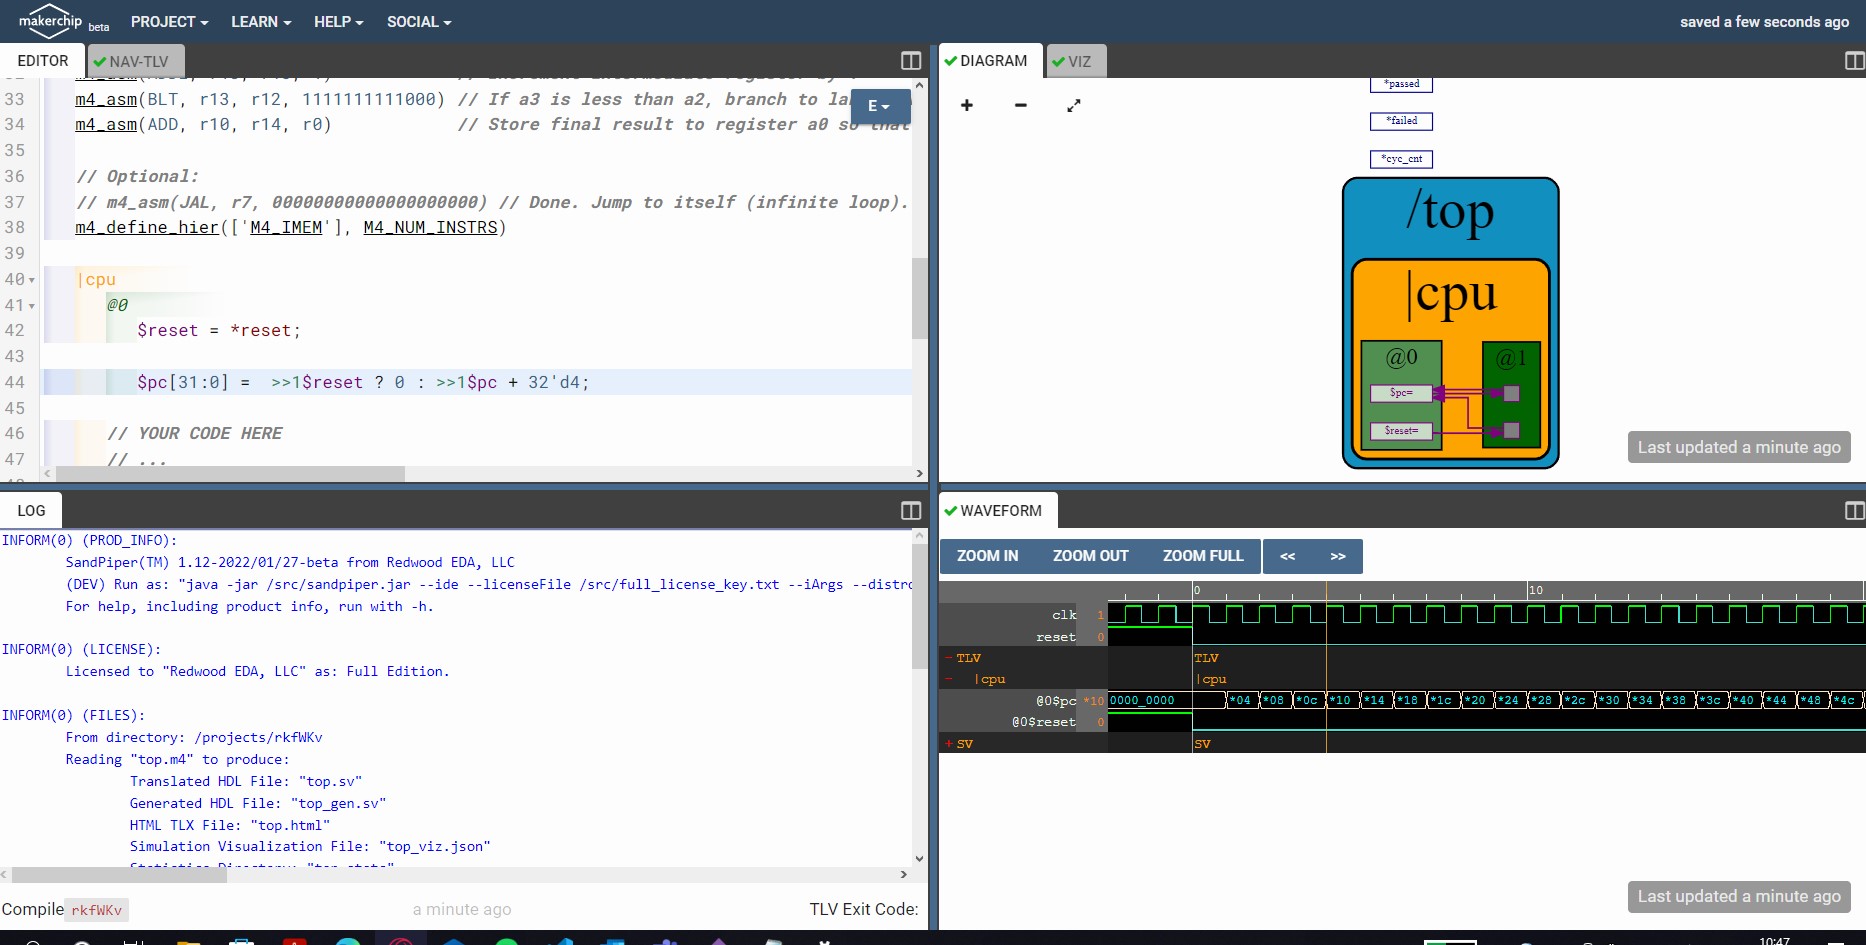 makerchip beta PROJECT LEARN HELP SOCIAL saved a few seconds ago
EDITOR NAV-TLV
33 m4_asm(BLT, r13, r12, 1111111111000) // If a3 is less than a2, branch to
34 m4_asm(ADD, r10, r14, r0) // Store final result to register a0 so that
E
35
36 // Optional:
37 // m4_asm(JAL, r7, 00000000000000000000) // Done. Jump to itself (infinite loop).
38 m4_define_hier(['M4_IMEM'], M4_NUM_INSTRS)
39
40 |cpu
41 @0
42 $reset = *reset;
43
44 $pc[31:0] = >>1$reset ? 0 : >>1$pc + 32'd4;
45
46 // YOUR CODE HERE
47 // ...
DIAGRAM VIZ
*passed
*failed
*cyc_cnt
/top
|cpu
@0 @1
$pc=
$reset=
Last updated a minute ago
LOG
INFORM(0) (PROD_INFO):
SandPiper(TM) 1.12-2022/01/27-beta from Redwood EDA, LLC
(DEV) Run as: "java -jar /src/sandpiper.jar --ide --licenseFile /src/full_license_key.txt --iArgs --distro
For help, including product info, run with -h.
INFORM(0) (LICENSE):
Licensed to "Redwood EDA, LLC" as: Full Edition.
INFORM(0) (FILES):
From directory: /projects/rkfWKv
Reading "top.m4" to produce:
Translated HDL File: "top.sv"
Generated HDL File: "top_gen.sv"
HTML TLX File: "top.html"
Simulation Visualization File: "top_viz.json"
Compile rkfWKv a minute ago TLV Exit Code:
WAVEFORM
ZOOM IN ZOOM OUT ZOOM FULL << >>
0 10
clk 1
reset 0
- TLV TLV
- |cpu |cpu
@0$pc *10 0000_0000 *04 *08 *0c *10 *14 *18 *1c *20 *24 *28 *2c *30 *34 *38 *3c *40 *44 *48 *4c
@0$reset 0
+ SV SV
Last updated a minute ago
10:47